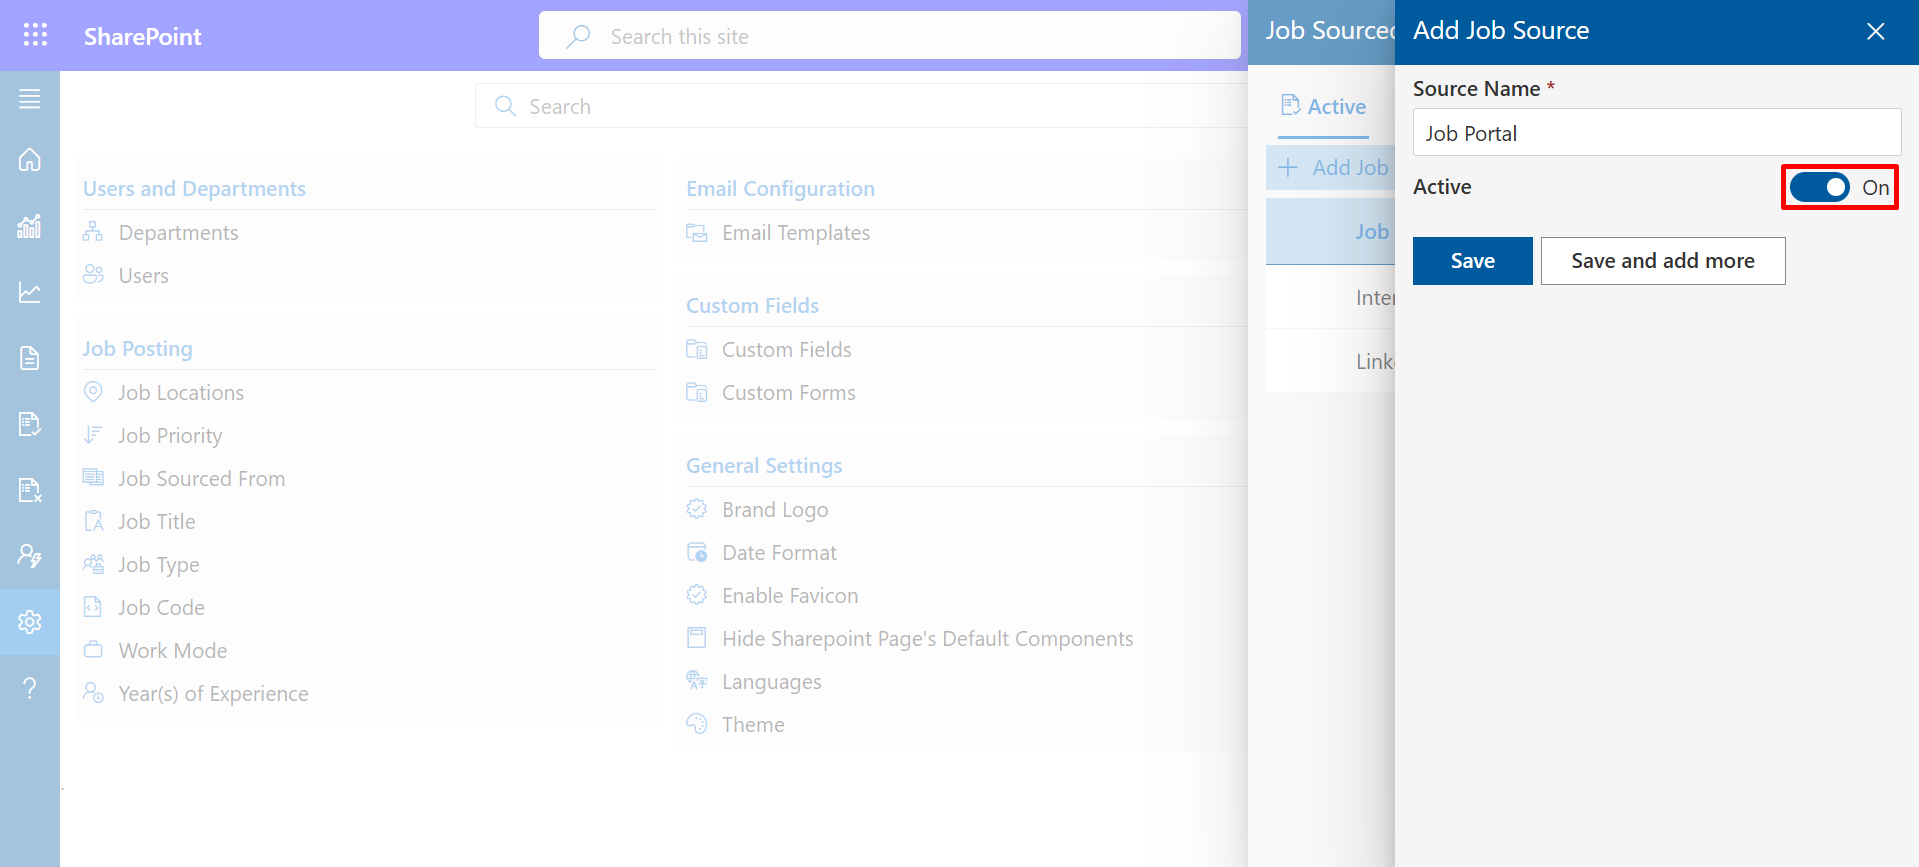 SharePoint
Search this site
Search
Users and Departments
Departments
Users
Job Posting
Job Locations
Job Priority
Job Sourced From
Job Title
Job Type
Job Code
Work Mode
Year(s) of Experience
Email Configuration
Email Templates
Custom Fields
Custom Fields
Custom Forms
General Settings
Brand Logo
Date Format
Enable Favicon
Hide Sharepoint Page's Default Components
Languages
Theme
Job Sourced
Active
Add Job
Job
Inter
Linke
Add Job Source
Source Name *
Job Portal
Active
On
Save
Save and add more